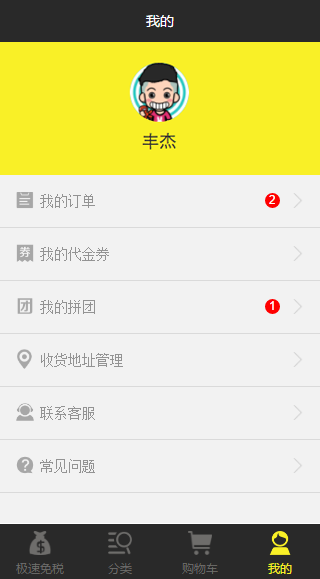 我的
丰杰
我的订单 2
券 我的代金券
团 我的拼团 1
收货地址管理
联系客服
? 常见问题
$
极速免税 分类 购物车 我的